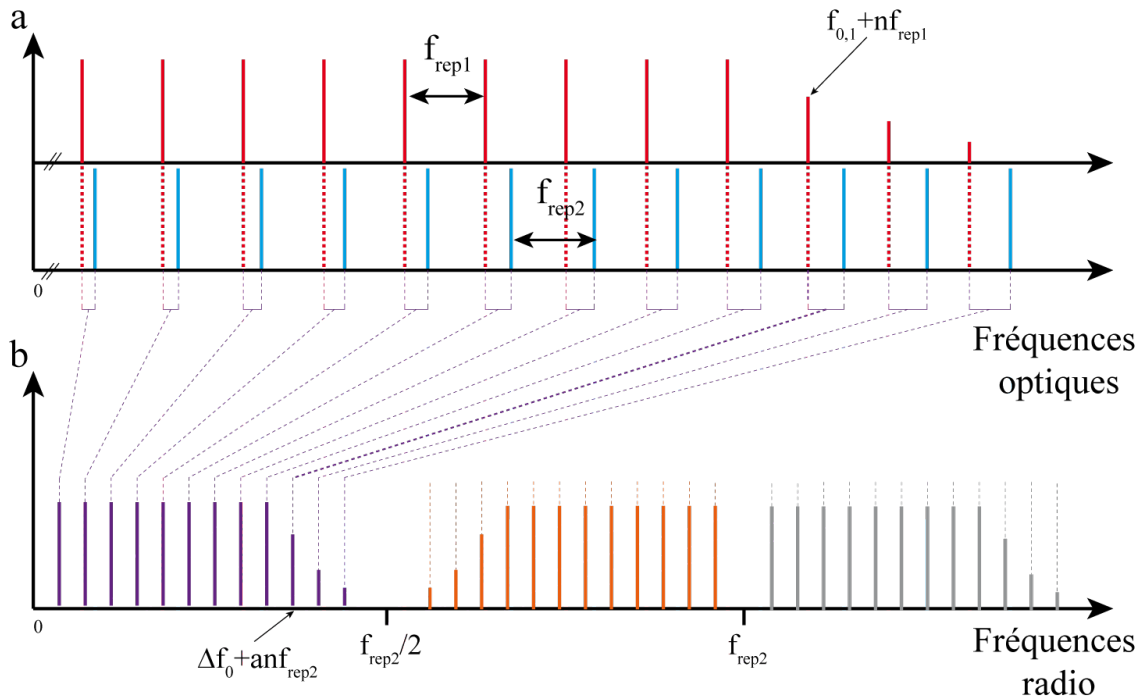 a
f0,1+nfrep1
frep1
frep2
0
Fréquences
optiques
b
0
Δf0+anfrep2
frep2/2
frep2
Fréquences
radio